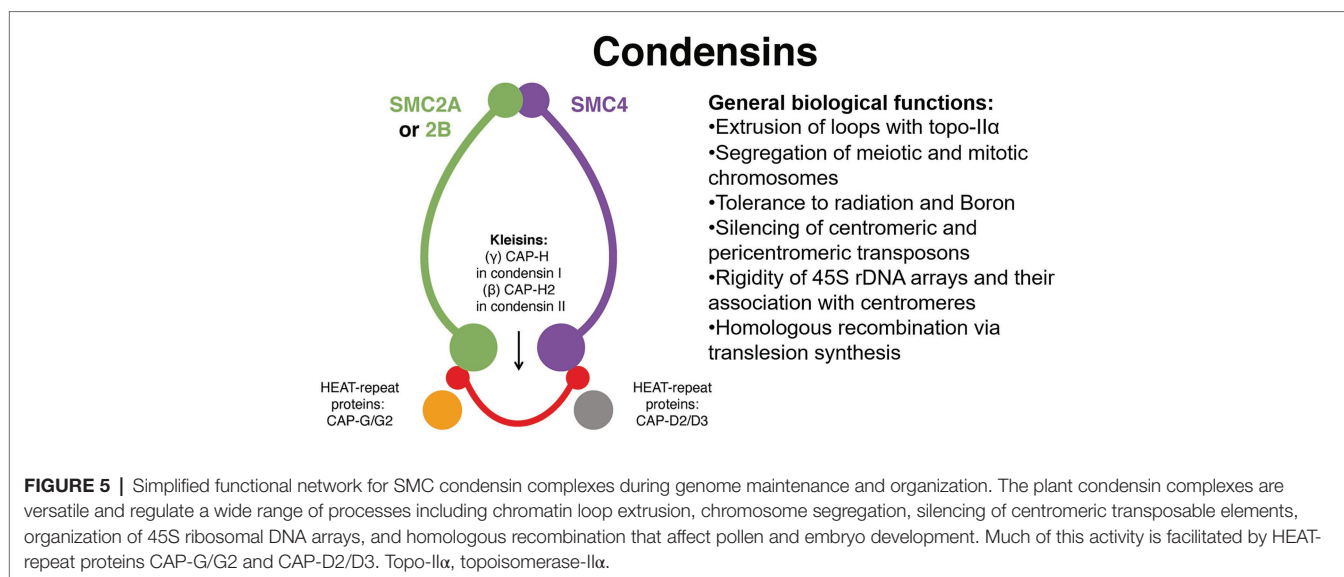 Condensins
SMC2A
or 2B
SMC4
Kleisins:
(γ) CAP-H
in condensin I
(β) CAP-H2
in condensin II
HEAT-repeat
proteins:
CAP-G/G2
HEAT-repeat
proteins:
CAP-D2/D3
General biological functions:
•Extrusion of loops with topo-IIα
•Segregation of meiotic and mitotic
chromosomes
•Tolerance to radiation and Boron
•Silencing of centromeric and
pericentromeric transposons
•Rigidity of 45S rDNA arrays and their
association with centromeres
•Homologous recombination via
translesion synthesis
FIGURE 5 | Simplified functional network for SMC condensin complexes during genome maintenance and organization. The plant condensin complexes are
versatile and regulate a wide range of processes including chromatin loop extrusion, chromosome segregation, silencing of centromeric transposable elements,
organization of 45S ribosomal DNA arrays, and homologous recombination that affect pollen and embryo development. Much of this activity is facilitated by HEAT-
repeat proteins CAP-G/G2 and CAP-D2/D3. Topo-IIα, topoisomerase-IIα.